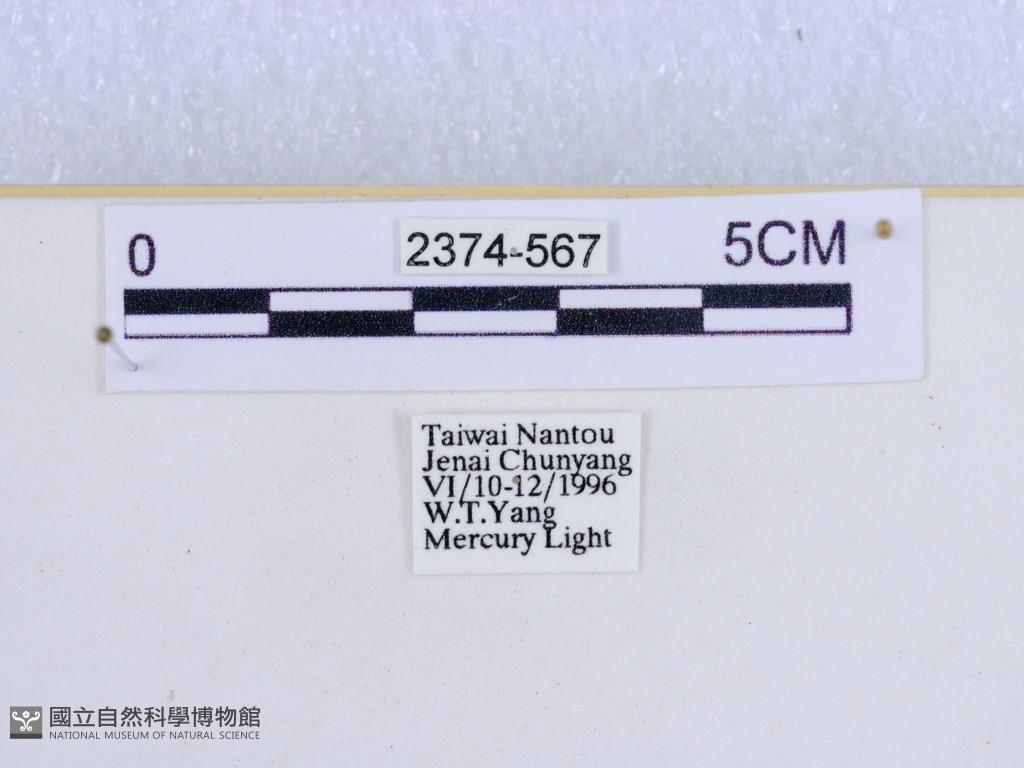 0 2374-567 5CM
Taiwai Nantou
Jenai Chunyang
VI/10-12/1996
W.T.Yang
Mercury Light
國立自然科學博物館
NATIONAL MUSEUM OF NATURAL SCIENCE